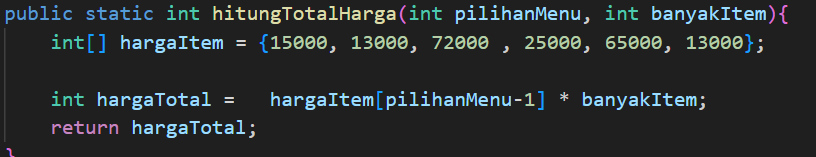 public static int hitungTotalHarga(int pilihanMenu, int banyakItem){
    int[] hargaItem = {15000, 13000, 72000 , 25000, 65000, 13000};
    int hargaTotal =   hargaItem[pilihanMenu-1] * banyakItem;
    return hargaTotal;
}